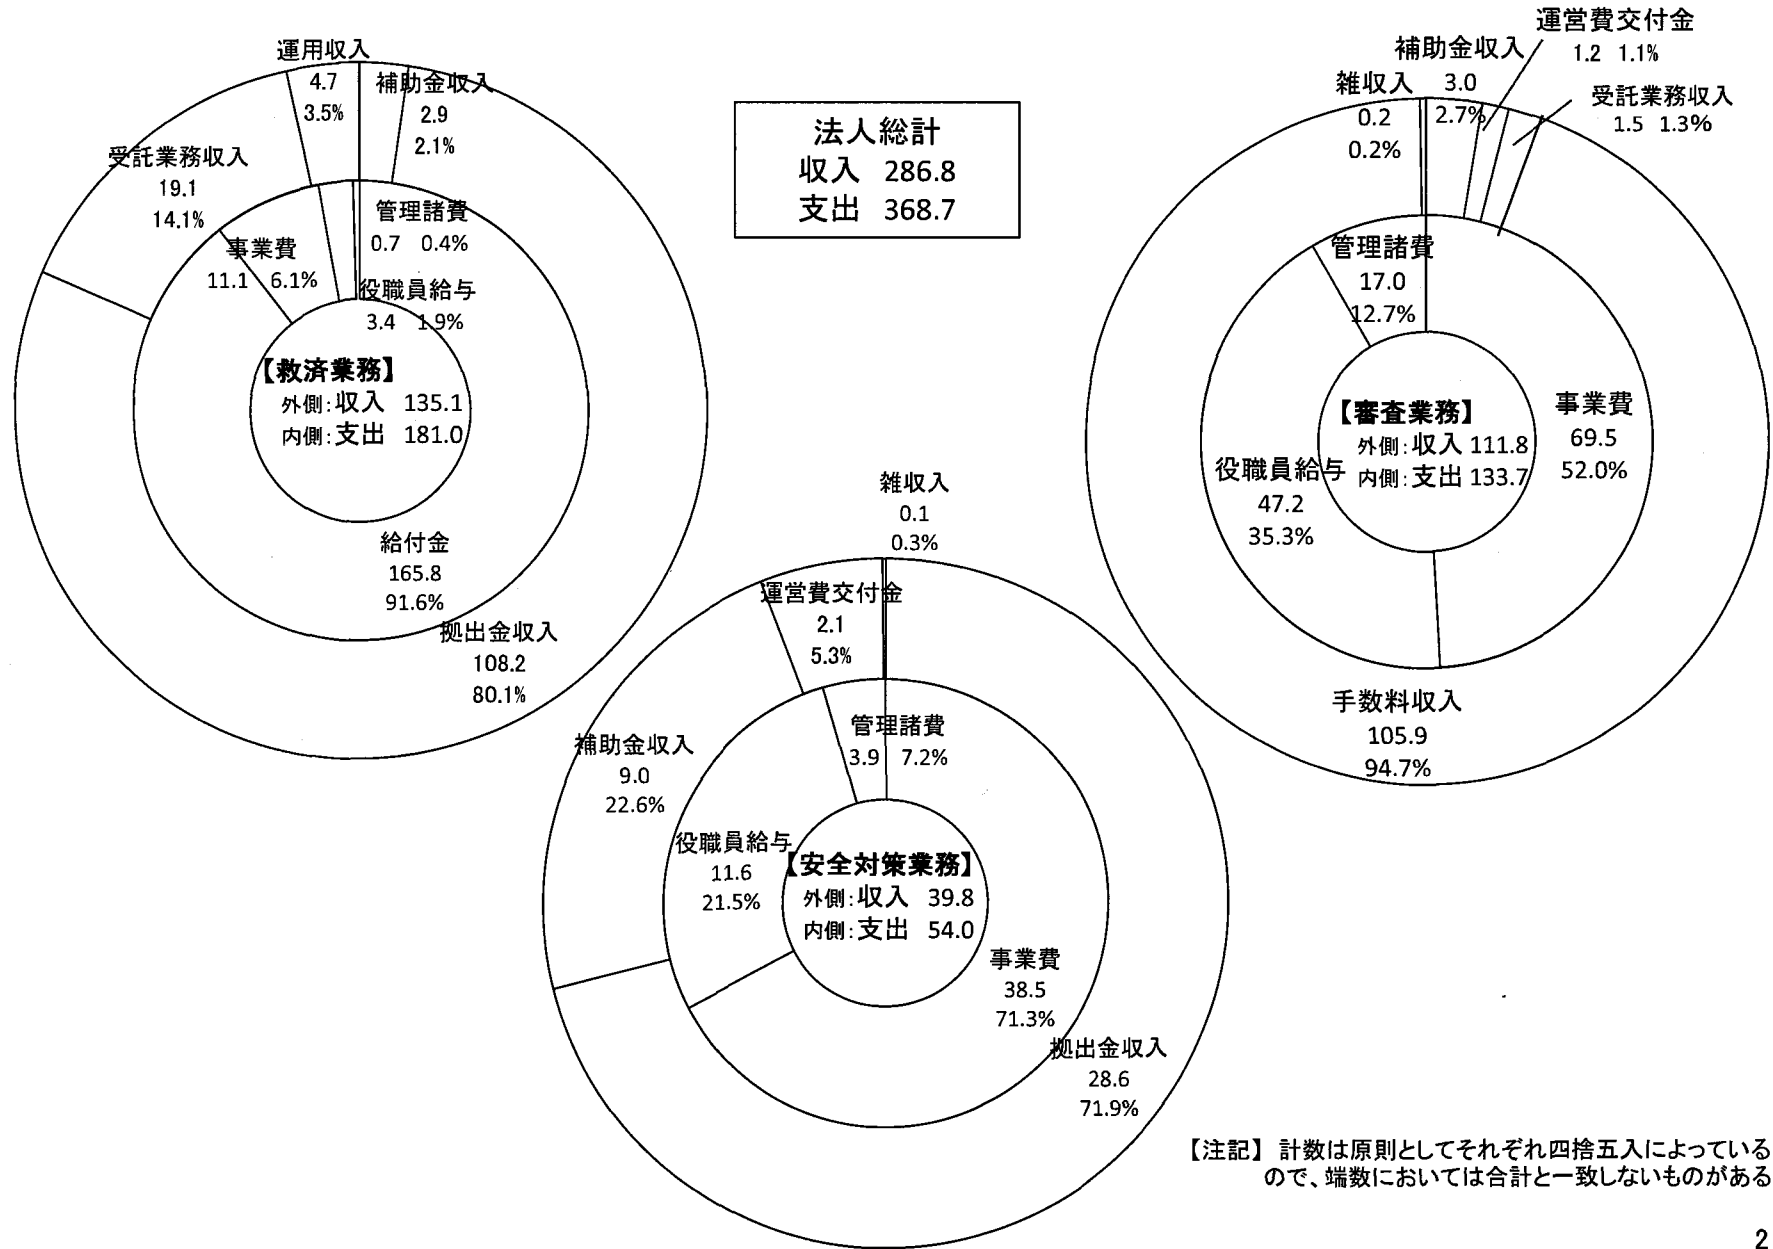 運用収入
4.7
3.5%
補助金収入
2.9
2.1%
受託業務収入
19.1
14.1%
管理諸費
0.7 0.4%
事業費
11.1 6.1%
役職員給与
3.4 1.9%
【救済業務】
外側:収入 135.1
内側:支出 181.0
給付金
165.8
91.6%
拠出金収入
108.2
80.1%
法人総計
収入 286.8
支出 368.7
運営費交付金
1.2 1.1%
補助金収入
3.0
2.7%
雑収入
0.2
0.2%
受託業務収入
1.5 1.3%
管理諸費
17.0
12.7%
【審査業務】
外側:収入 111.8
内側:支出 133.7
事業費
69.5
52.0%
役職員給与
47.2
35.3%
手数料収入
105.9
94.7%
雑収入
0.1
0.3%
運営費交付金
2.1
5.3%
管理諸費
3.9 7.2%
補助金収入
9.0
22.6%
役職員給与
11.6
21.5%
【安全対策業務】
外側:収入 39.8
内側:支出 54.0
事業費
38.5
71.3%
拠出金収入
28.6
71.9%
【注記】 計数は原則としてそれぞれ四捨五入によっている
ので、端数においては合計と一致しないものがある
2